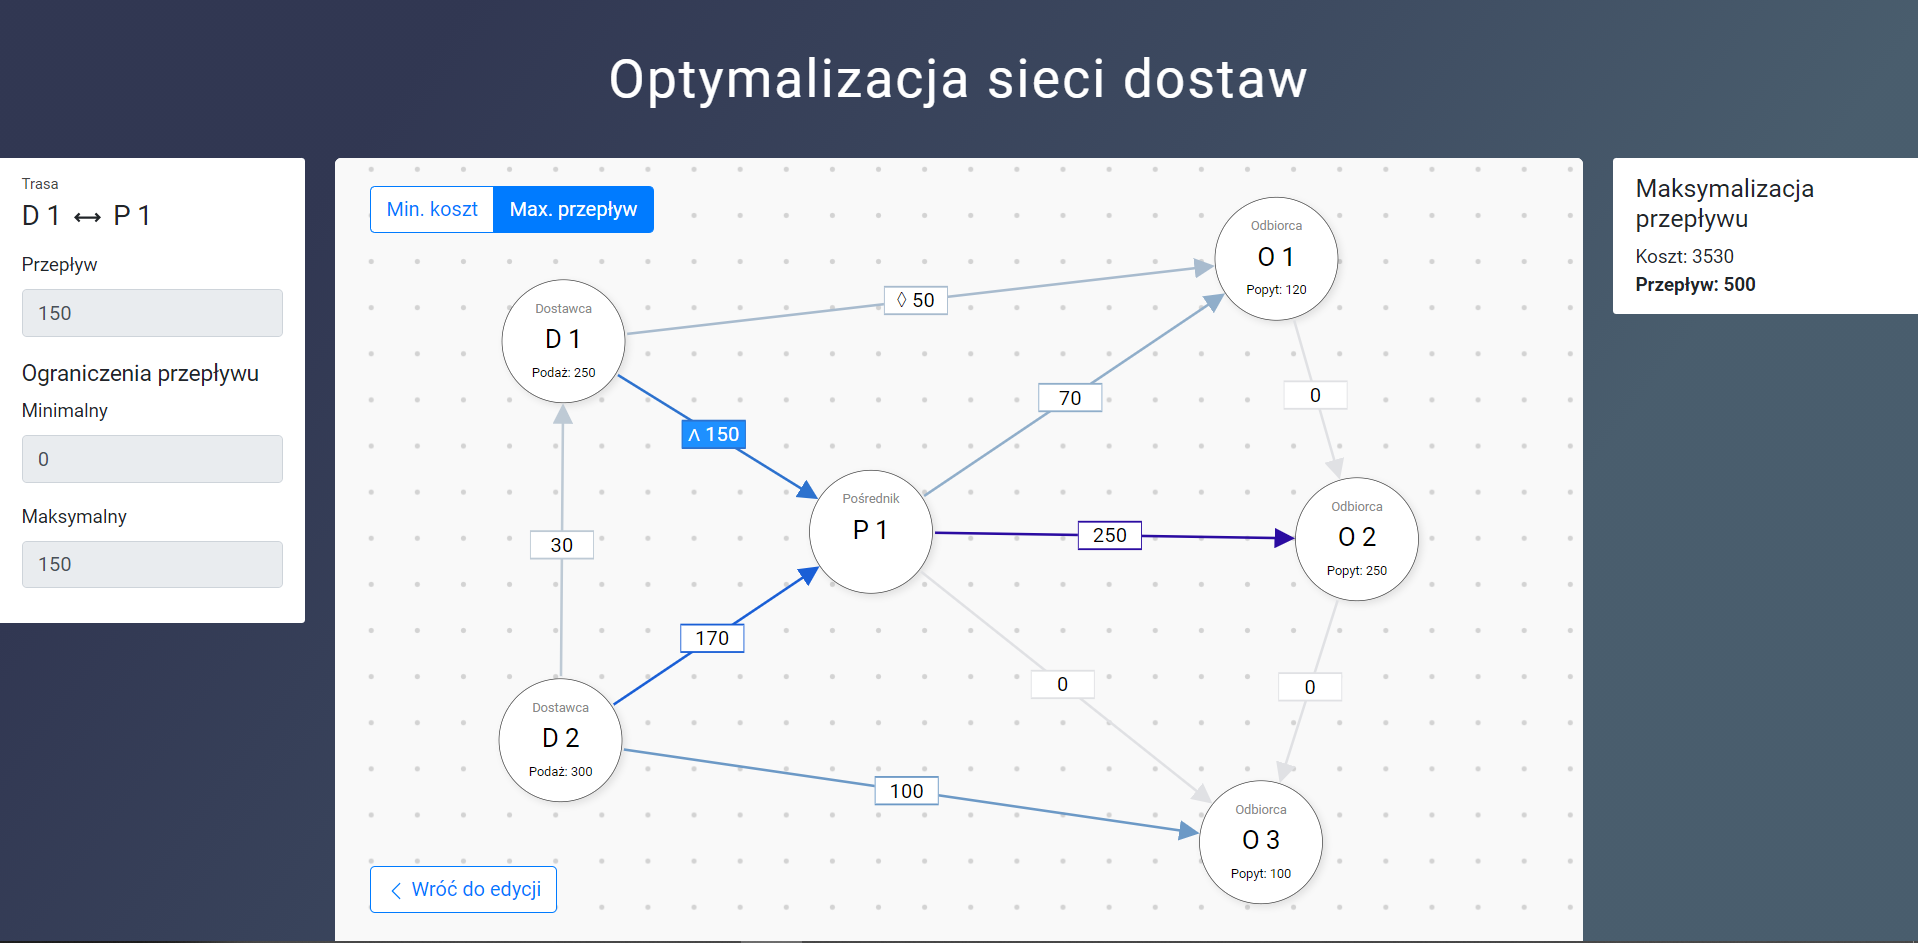 Optymalizacja sieci dostaw
Trasa
D 1 ↔ P 1
Przepływ
150
Ograniczenia przepływu
Minimalny
0
Maksymalny
150
Min. koszt
Max. przepływ
Odbiorca
O 1
Popyt: 120
Dostawca
D 1
Podaż: 250
◊ 50
70
0
Λ 150
Pośrednik
P 1
250
Odbiorca
O 2
Popyt: 250
30
170
0
0
Dostawca
D 2
Podaż: 300
100
Odbiorca
O 3
Popyt: 100
Wróć do edycji
Maksymalizacja
przepływu
Koszt: 3530
Przepływ: 500